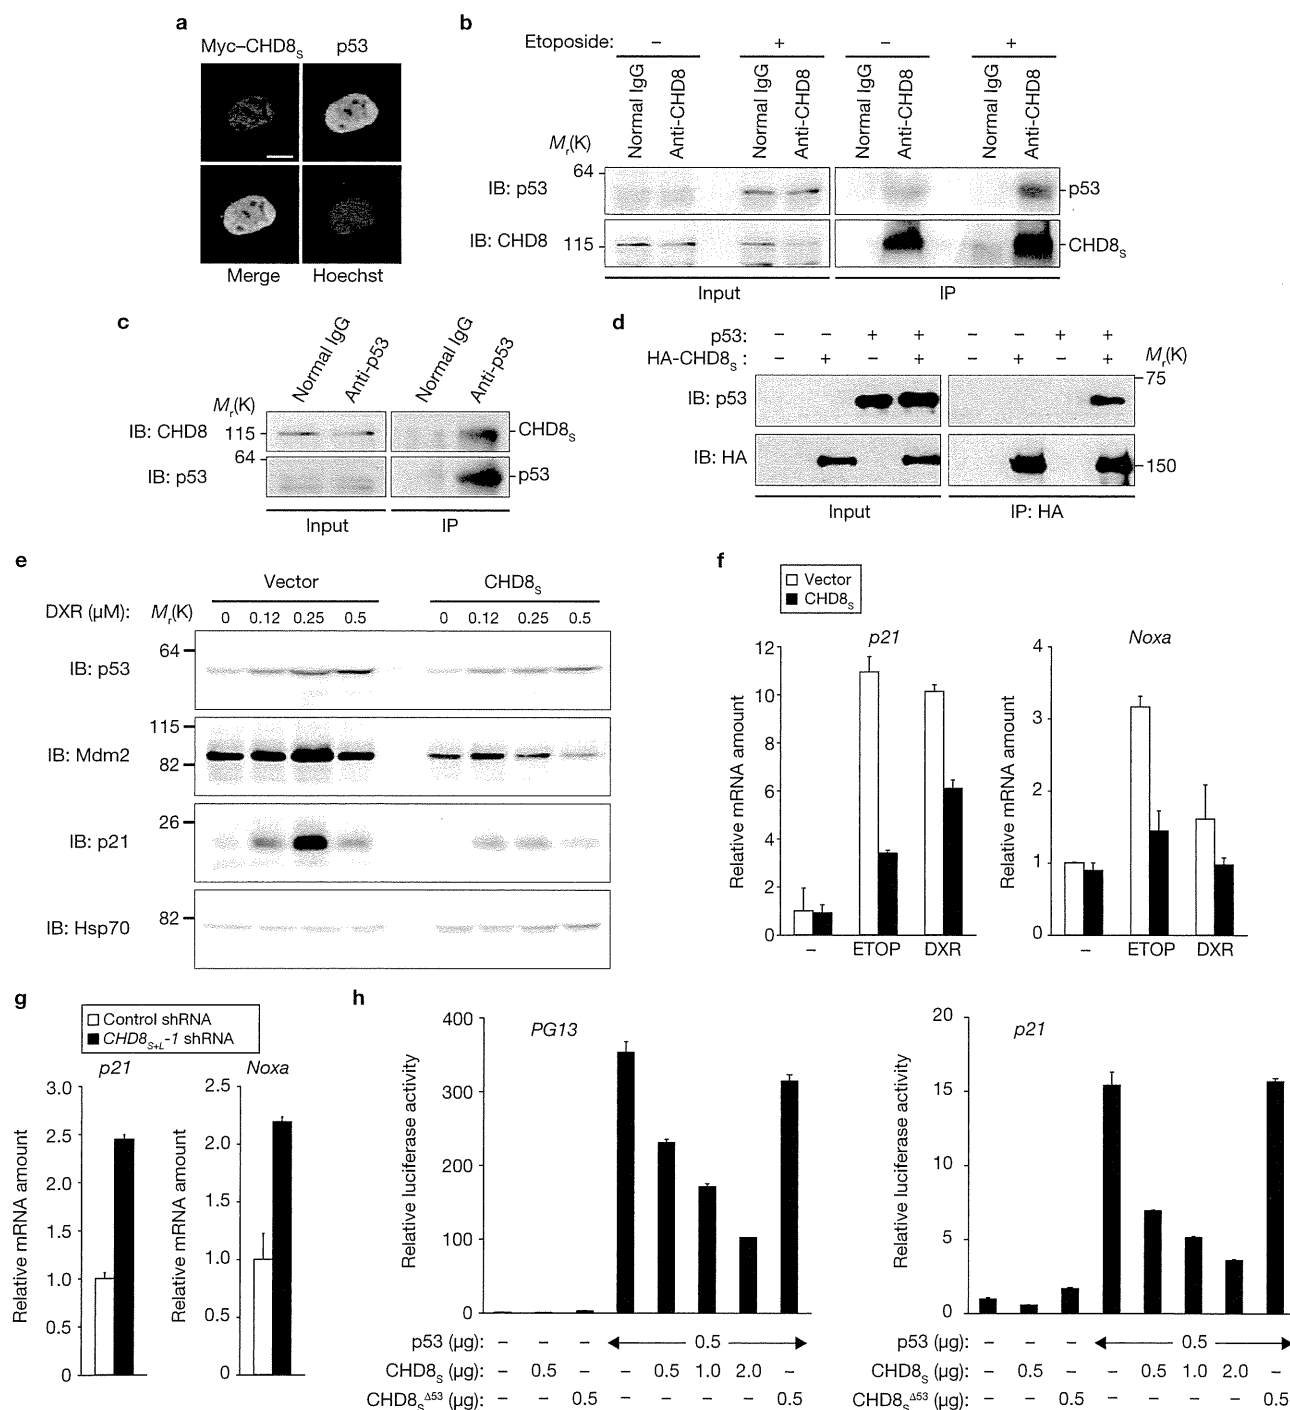 a
Myc–CHD8S p53
Merge Hoechst
b
Etoposide: – + – +
Normal IgG Anti-CHD8 Normal IgG Anti-CHD8 Normal IgG Anti-CHD8 Normal IgG Anti-CHD8
Mr(K)
64
IB: p53 p53
IB: CHD8 115 CHD8S
Input IP
c
Normal IgG Anti-p53 Normal IgG Anti-p53
Mr(K)
IB: CHD8 115 CHD8S
64
IB: p53 p53
Input IP
d
p53: – – + + – – + +
HA-CHD8S : – + – + – + – + Mr(K)
75
IB: p53
IB: HA 150
Input IP: HA
e
Vector CHD8S
DXR (µM): Mr(K) 0 0.12 0.25 0.5 0 0.12 0.25 0.5
64
IB: p53
115
IB: Mdm2
82
26
IB: p21
82
IB: Hsp70
f
Vector
CHD8S
p21
Relative mRNA amount
12
10
8
6
4
2
0
– ETOP DXR
Noxa
Relative mRNA amount
4
3
2
1
0
– ETOP DXR
g
Control shRNA
CHD8S+L-1 shRNA
p21
Relative mRNA amount
3.0
2.5
2.0
1.5
1.0
0.5
0
Noxa
Relative mRNA amount
2.5
2.0
1.5
1.0
0.5
0
h
PG13
Relative luciferase activity
400
300
200
100
0
p53 (µg): – – – 0.5
CHD8S (µg): – 0.5 – – 0.5 1.0 2.0 –
CHD8SΔ53 (µg): – – 0.5 – – – – 0.5
p21
Relative luciferase activity
20
15
10
5
0
p53 (µg): – – – 0.5
CHD8S (µg): – 0.5 – – 0.5 1.0 2.0 –
CHD8SΔ53 (µg): – – 0.5 – – – – 0.5